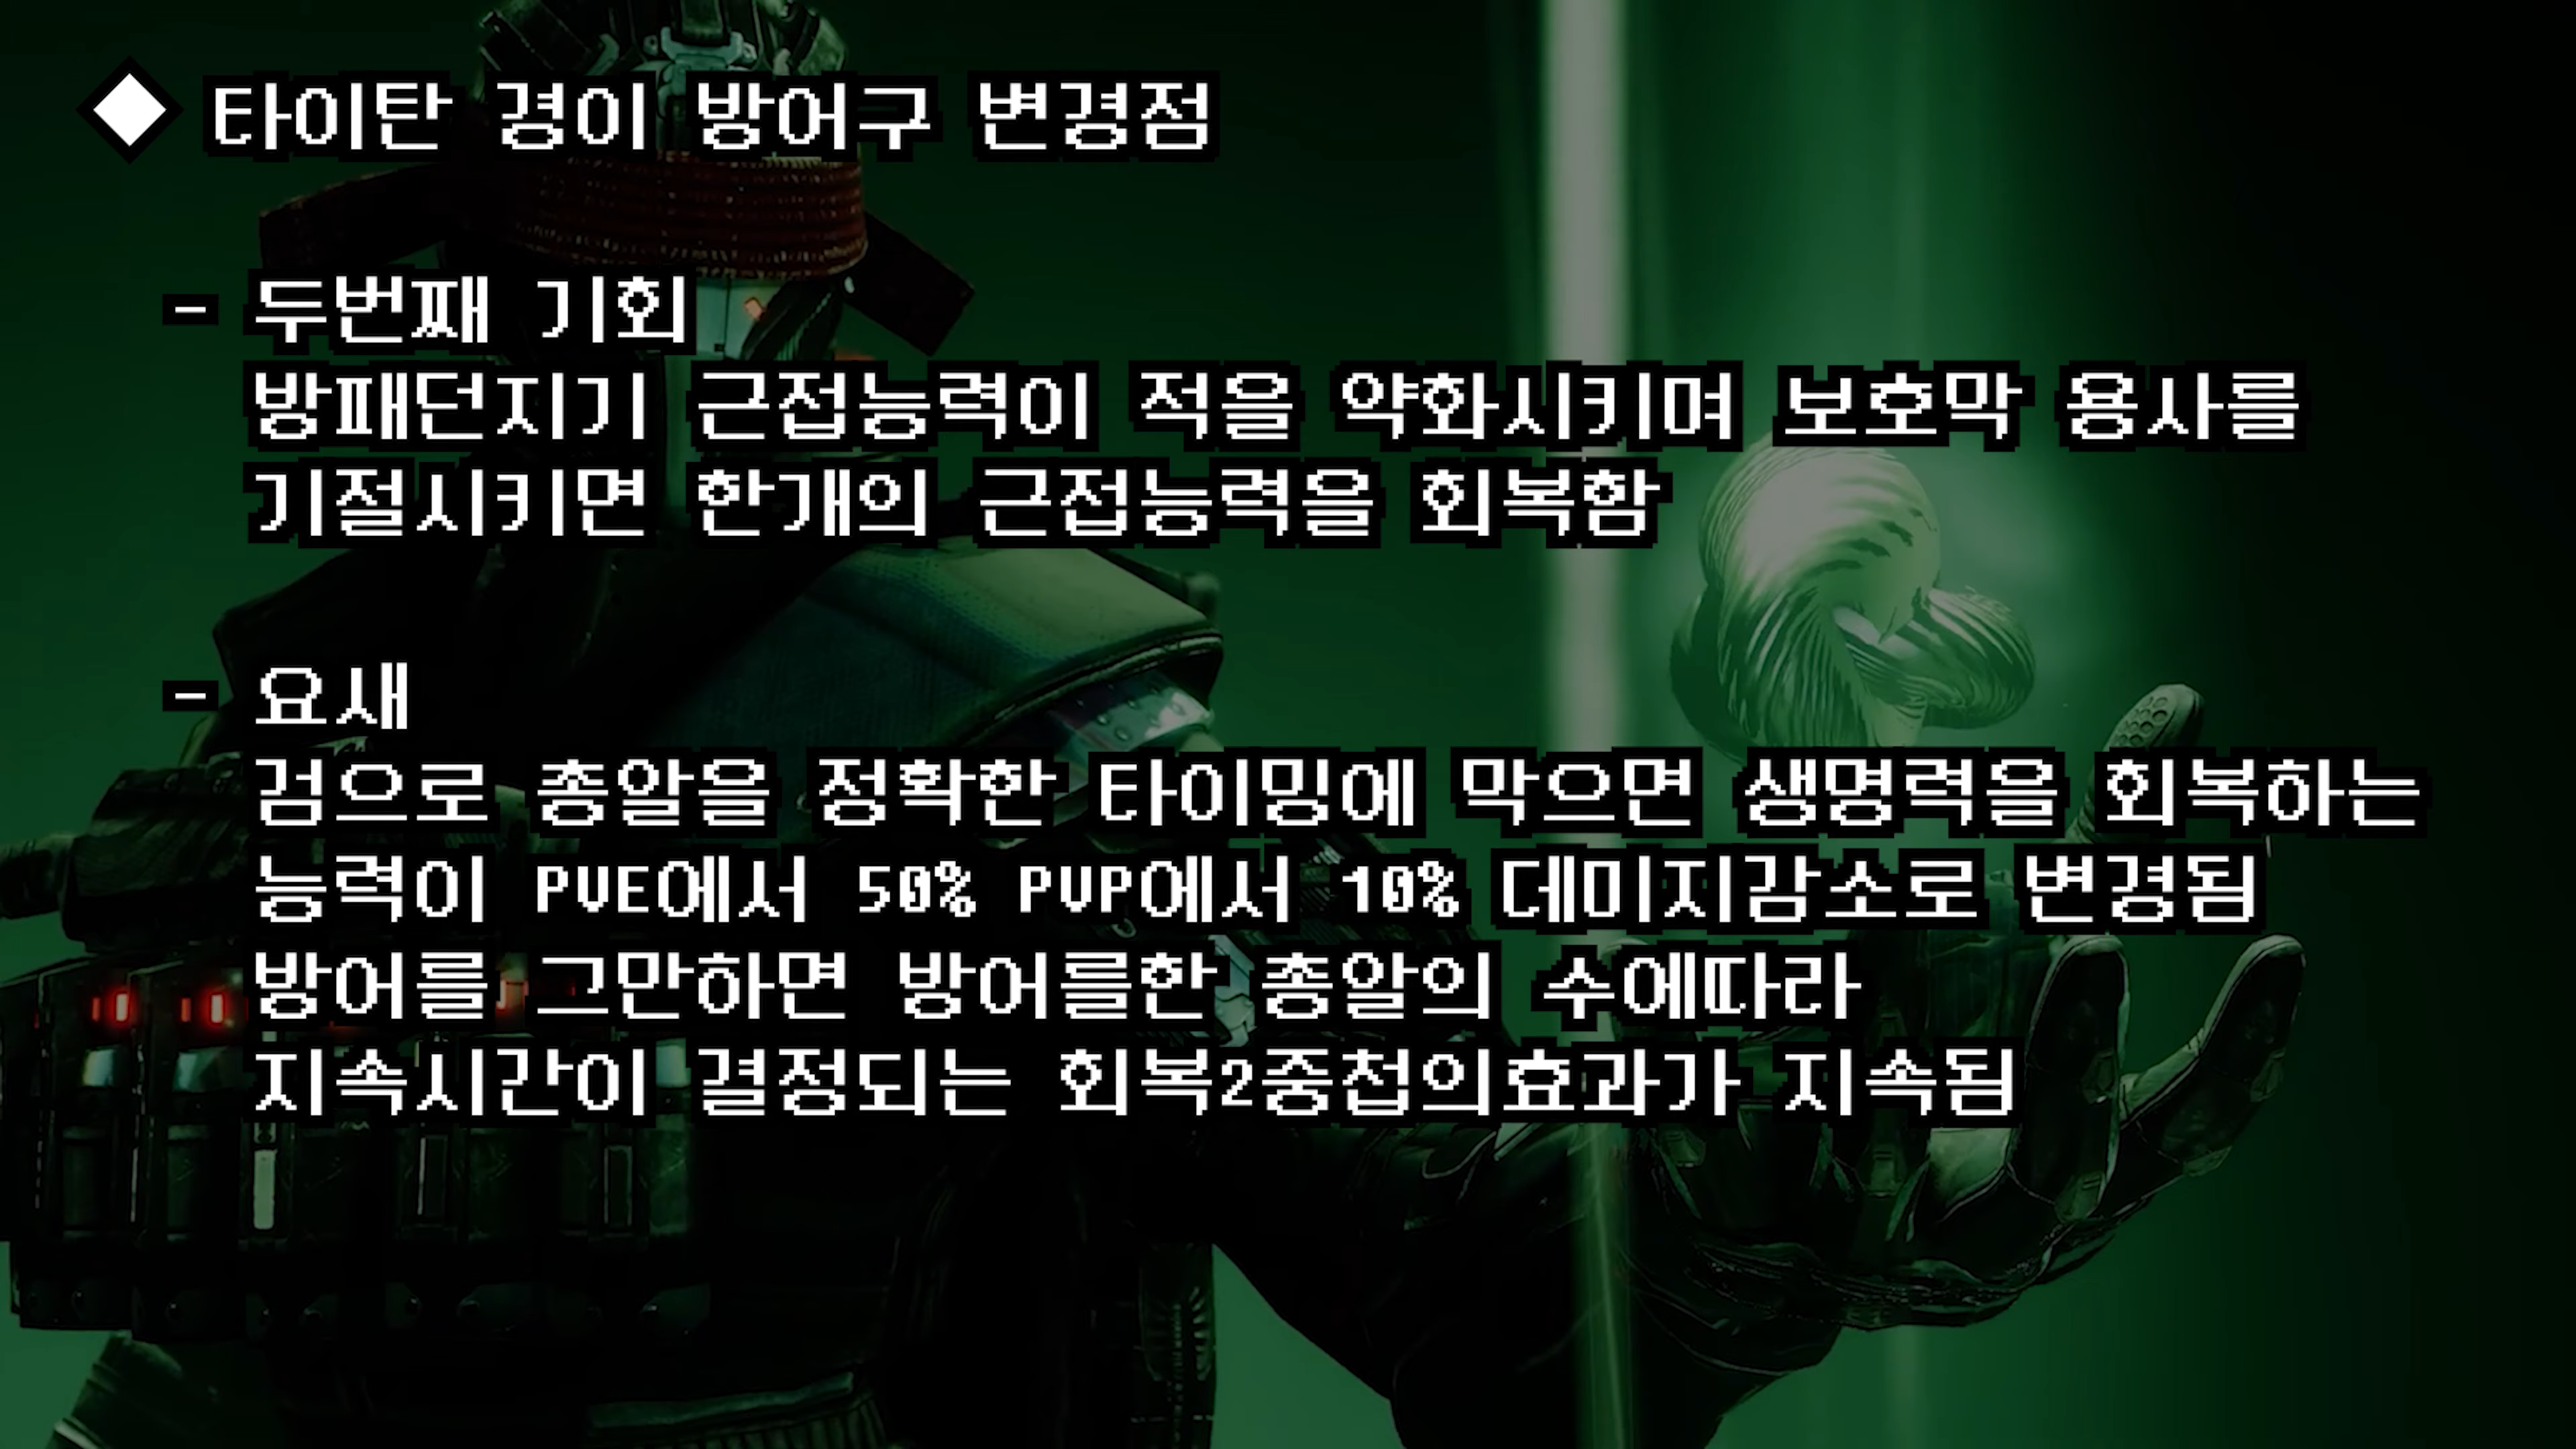 ◆ 타이탄 경이 방어구 변경점
- 두번째 기회
방패던지기 근접능력이 적을 약화시키며 보호막 용사를
기절시키면 한개의 근접능력을 회복함
- 요새
검으로 총알을 정확한 타이밍에 막으면 생명력을 회복하는
능력이 PVE에서 50% PVP에서 10% 데미지감소로 변경됨
방어를 그만하면 방어를한 총알의 수에따라
지속시간이 결정되는 회복2중첩의효과가 지속됨